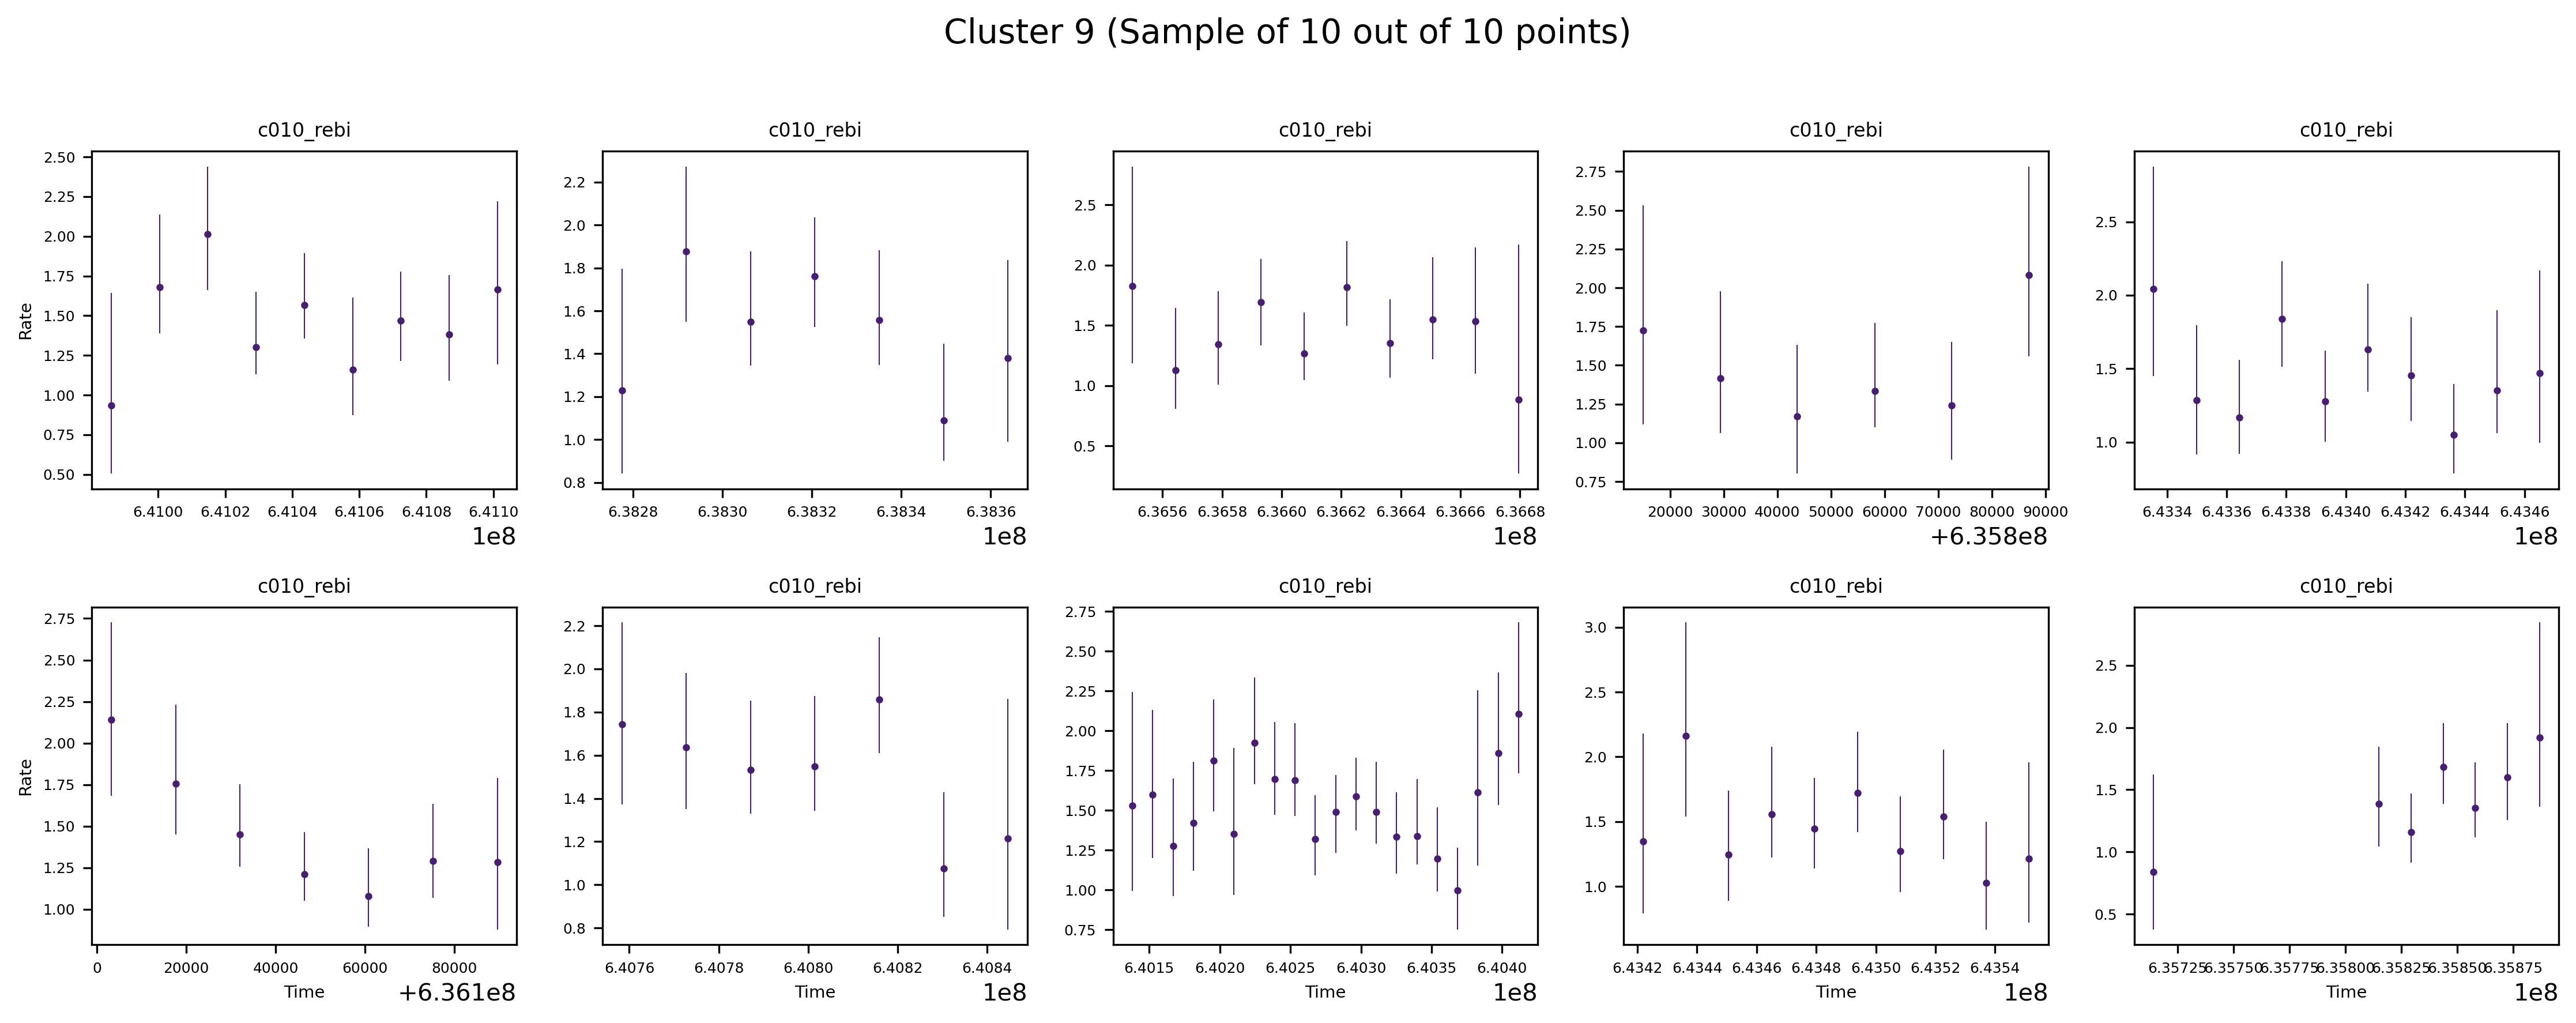 Cluster 9 (Sample of 10 out of 10 points)
c010_rebi c010_rebi c010_rebi c010_rebi c010_rebi
Rate
2.50 2.25 2.00 1.75 1.50 1.25 1.00 0.75 0.50
6.4100 6.4102 6.4104 6.4106 6.4108 6.4110
1e8
2.2 2.0 1.8 1.6 1.4 1.2 1.0 0.8
6.3828 6.3830 6.3832 6.3834 6.3836
1e8
2.5 2.0 1.5 1.0 0.5
6.3656 6.3658 6.3660 6.3662 6.3664 6.3666 6.3668
1e8
2.75 2.50 2.25 2.00 1.75 1.50 1.25 1.00 0.75
20000 30000 40000 50000 60000 70000 80000 90000
+6.358e8
2.5 2.0 1.5 1.0
6.4334 6.4336 6.4338 6.4340 6.4342 6.4344 6.4346
1e8
c010_rebi c010_rebi c010_rebi c010_rebi c010_rebi
Rate
2.75 2.50 2.25 2.00 1.75 1.50 1.25 1.00
0 20000 40000 60000 80000
Time
+6.361e8
2.2 2.0 1.8 1.6 1.4 1.2 1.0 0.8
6.4076 6.4078 6.4080 6.4082 6.4084
Time
1e8
2.75 2.50 2.25 2.00 1.75 1.50 1.25 1.00 0.75
6.4015 6.4020 6.4025 6.4030 6.4035 6.4040
Time
1e8
3.0 2.5 2.0 1.5 1.0
6.4342 6.4344 6.4346 6.4348 6.4350 6.4352 6.4354
Time
1e8
2.5 2.0 1.5 1.0 0.5
6.35725 6.35750 6.35775 6.35800 6.35825 6.35850 6.35875
Time
1e8